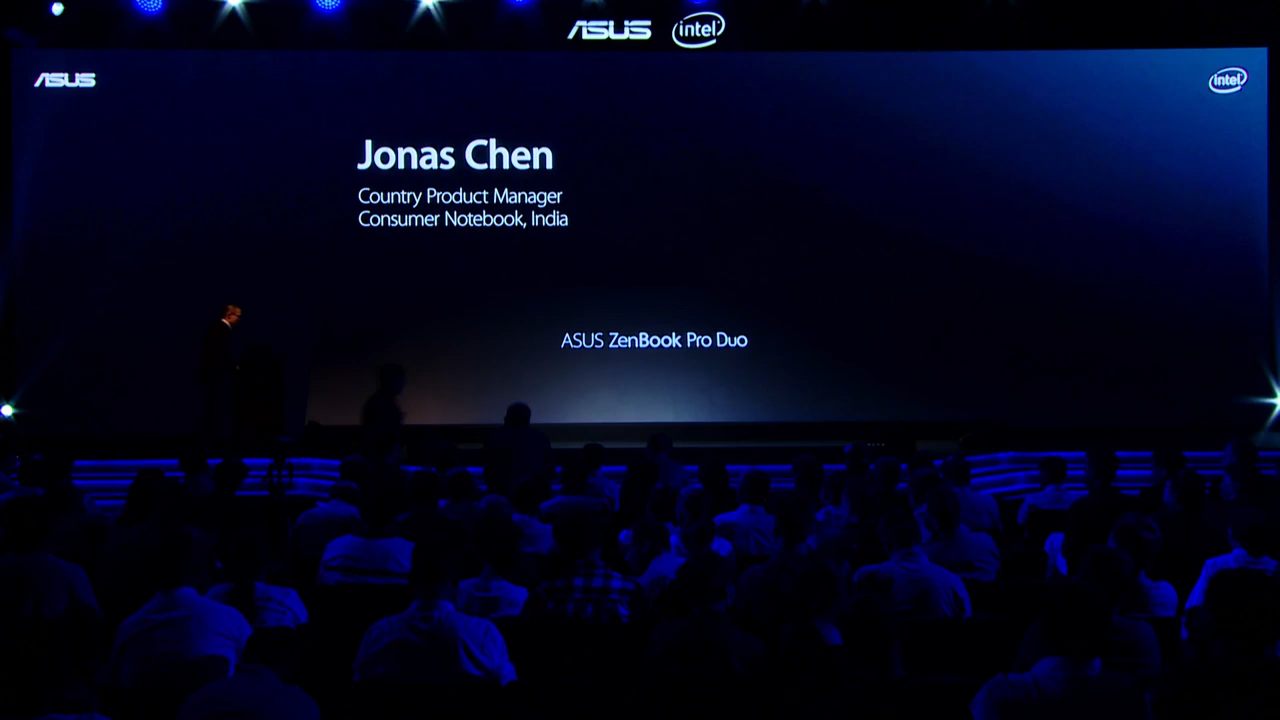 ASUS intel
ASUS
intel
Jonas Chen
Country Product Manager
Consumer Notebook, India
ASUS ZenBook Pro Duo